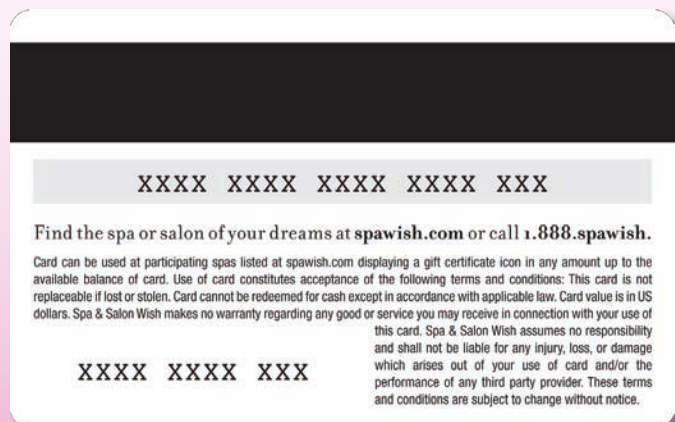 XXXX XXXX XXXX XXXX XXX
Find the spa or salon of your dreams at spawish.com or call 1.888.spawish.
Card can be used at participating spas listed at spawish.com displaying a gift certificate icon in any amount up to the
available balance of card. Use of card constitutes acceptance of the following terms and conditions: This card is not
replaceable if lost or stolen. Card cannot be redeemed for cash except in accordance with applicable law. Card value is in US
dollars. Spa & Salon Wish makes no warranty regarding any good or service you may receive in connection with your use of
this card. Spa & Salon Wish assumes no responsibility
and shall not be liable for any injury, loss, or damage
which arises out of your use of card and/or the
performance of any third party provider. These terms
and conditions are subject to change without notice.
XXXX XXXX XXX